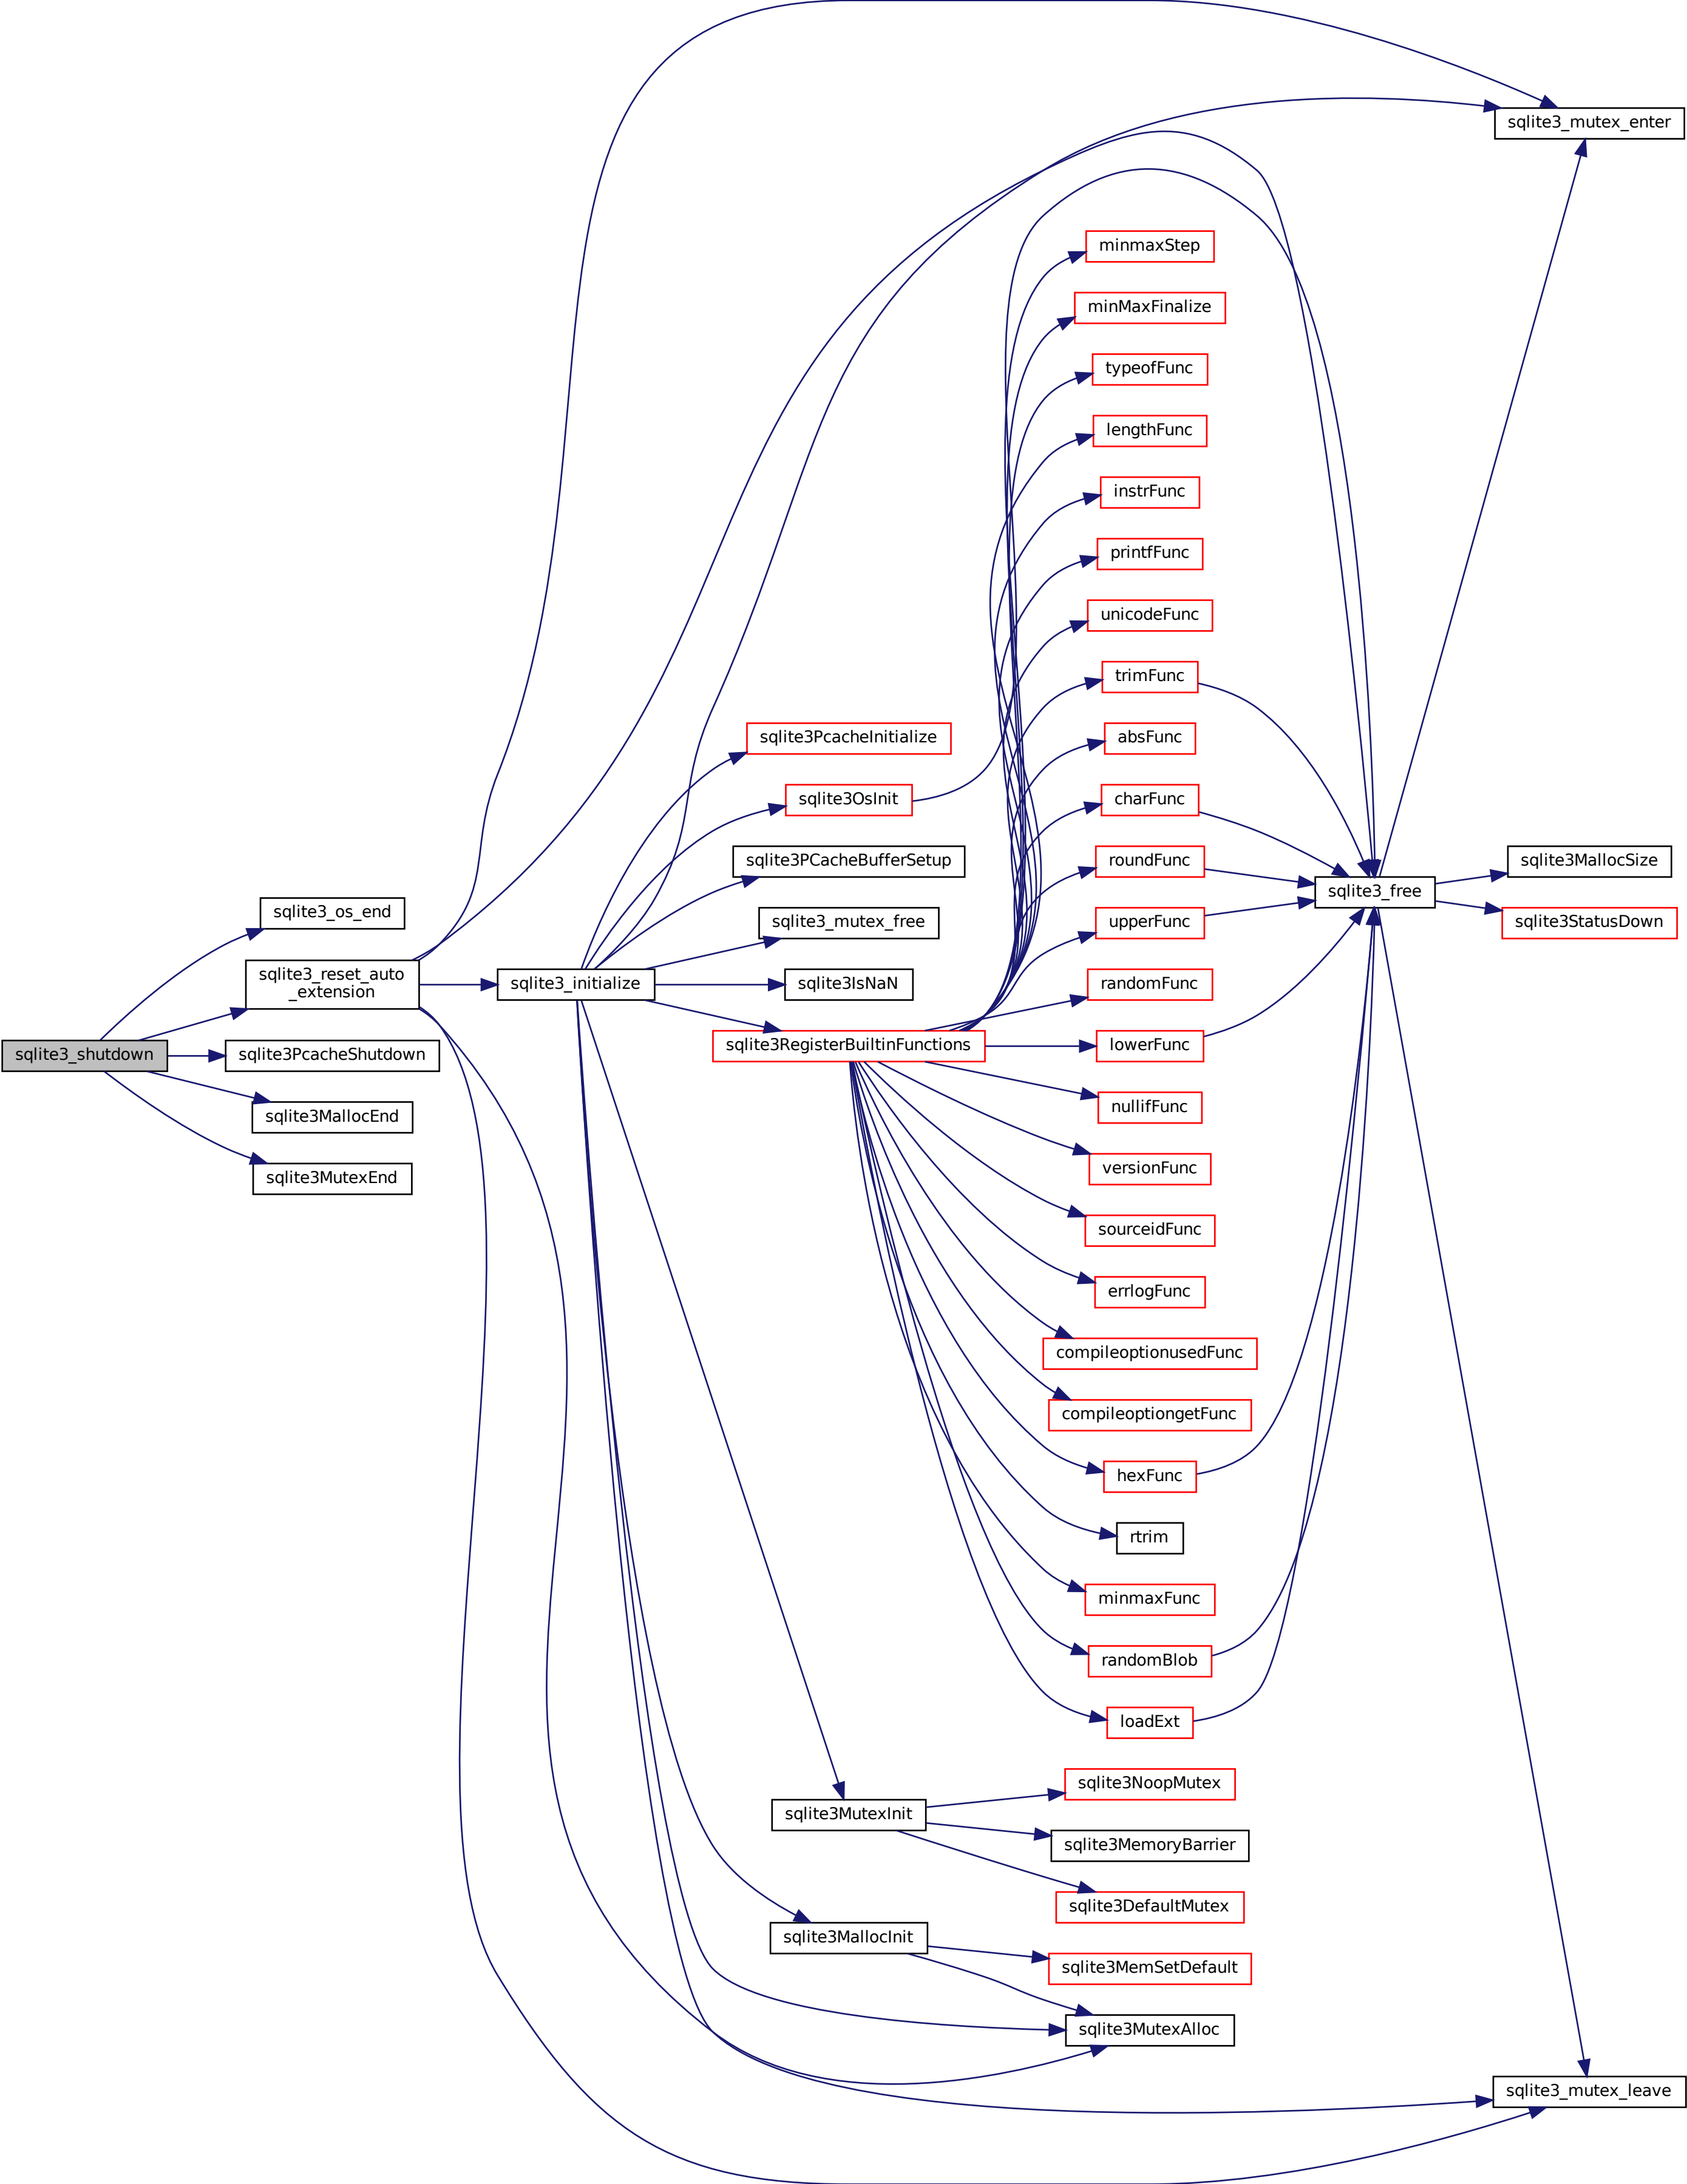 sqlite3_shutdown
sqlite3_os_end
sqlite3_reset_auto
_extension
sqlite3PcacheShutdown
sqlite3MallocEnd
sqlite3MutexEnd
sqlite3_initialize
sqlite3PcacheInitialize
sqlite3OsInit
sqlite3PCacheBufferSetup
sqlite3_mutex_free
sqlite3IsNaN
sqlite3RegisterBuiltinFunctions
sqlite3MutexInit
sqlite3MallocInit
minmaxStep
minMaxFinalize
typeofFunc
lengthFunc
instrFunc
printfFunc
unicodeFunc
trimFunc
absFunc
charFunc
roundFunc
upperFunc
randomFunc
lowerFunc
nullifFunc
versionFunc
sourceidFunc
errlogFunc
compileoptionusedFunc
compileoptiongetFunc
hexFunc
rtrim
minmaxFunc
randomBlob
loadExt
sqlite3NoopMutex
sqlite3MemoryBarrier
sqlite3DefaultMutex
sqlite3MemSetDefault
sqlite3MutexAlloc
sqlite3_free
sqlite3_mutex_enter
sqlite3MallocSize
sqlite3StatusDown
sqlite3_mutex_leave